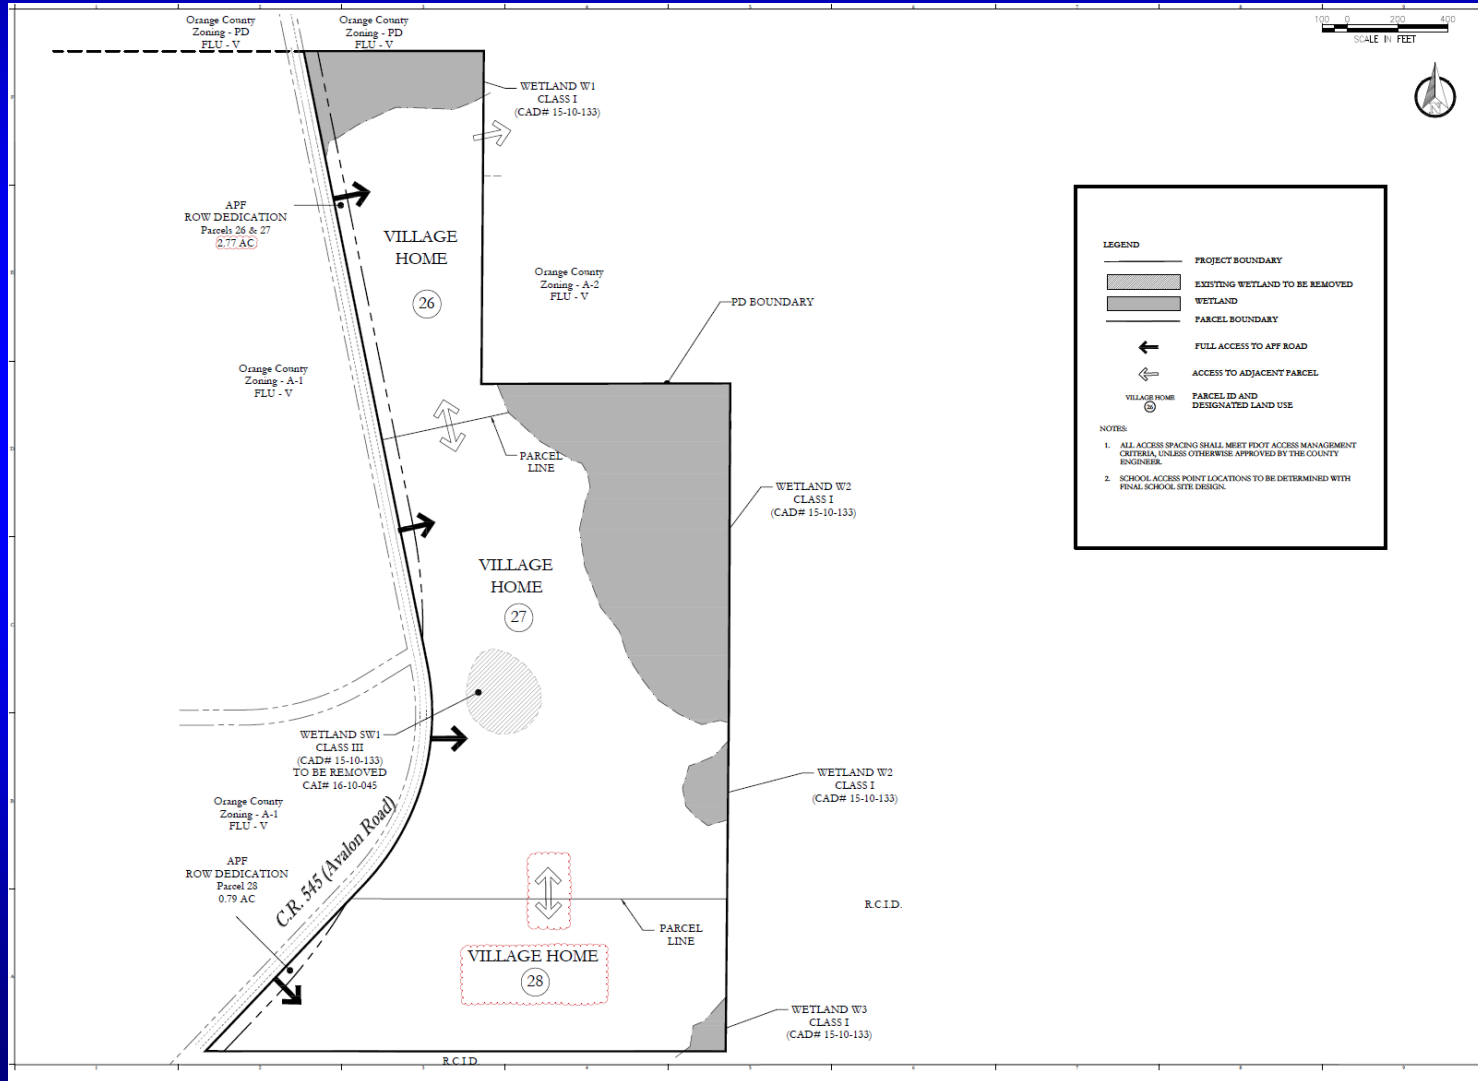 Orange County
Zoning - PD
FLU - V
Orange County
Zoning - PD
FLU - V
100 0 200 400
SCALE IN FEET
N
WETLAND W1
CLASS I
(CAD# 15-10-133)
APF
ROW DEDICATION
Parcels 26 & 27
2.77 AC
VILLAGE
HOME
26
Orange County
Zoning - A-2
FLU - V
PD BOUNDARY
Orange County
Zoning - A-1
FLU - V
PARCEL
LINE
WETLAND W2
CLASS I
(CAD# 15-10-133)
VILLAGE
HOME
27
WETLAND SW1
CLASS III
(CAD# 15-10-133)
TO BE REMOVED
CAI# 16-10-045
WETLAND W2
CLASS I
(CAD# 15-10-133)
Orange County
Zoning - A-1
FLU - V
C.R. 545 (Avalon Road)
APF
ROW DEDICATION
Parcel 28
0.79 AC
R.C.I.D.
PARCEL
LINE
VILLAGE HOME
28
WETLAND W3
CLASS I
(CAD# 15-10-133)
R.C.I.D.
LEGEND
PROJECT BOUNDARY
EXISTING WETLAND TO BE REMOVED
WETLAND
PARCEL BOUNDARY
FULL ACCESS TO APF ROAD
ACCESS TO ADJACENT PARCEL
VILLAGE HOME
26
PARCEL ID AND
DESIGNATED LAND USE
NOTES:
1. ALL ACCESS SPACING SHALL MEET FDOT ACCESS MANAGEMENT
CRITERIA, UNLESS OTHERWISE APPROVED BY THE COUNTY
ENGINEER.
2. SCHOOL ACCESS POINT LOCATIONS TO BE DETERMINED WITH
FINAL SCHOOL SITE DESIGN.